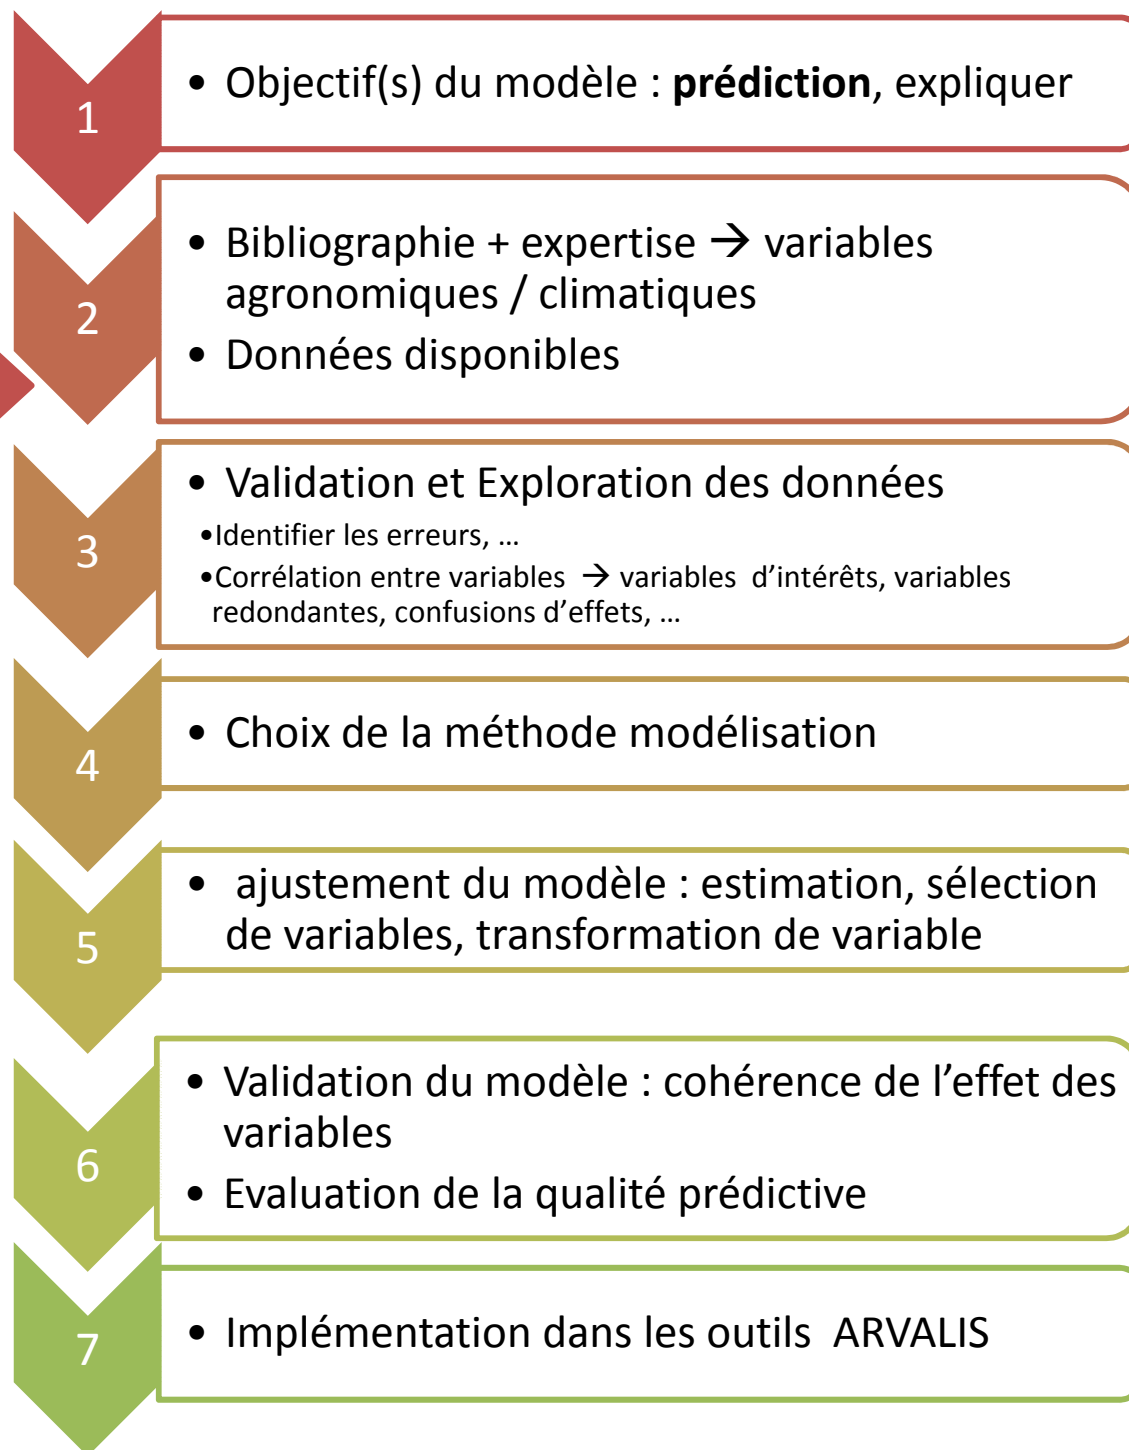 1
• Objectif(s) du modèle : prédiction, expliquer
2
• Bibliographie + expertise → variables
agronomiques / climatiques
• Données disponibles
3
• Validation et Exploration des données
•Identifier les erreurs, ...
•Corrélation entre variables → variables d’intérêts, variables
redondantes, confusions d’effets, ...
4
• Choix de la méthode modélisation
5
• ajustement du modèle : estimation, sélection
de variables, transformation de variable
6
• Validation du modèle : cohérence de l’effet des
variables
• Evaluation de la qualité prédictive
7
• Implémentation dans les outils ARVALIS